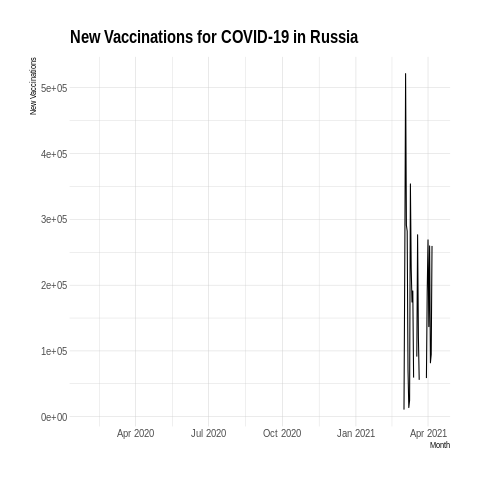 New Vaccinations for COVID-19 in Russia
New Vaccinations
5e+05
4e+05
3e+05
2e+05
1e+05
0e+00
Apr 2020 Jul 2020 Oct 2020 Jan 2021 Apr 2021
Month